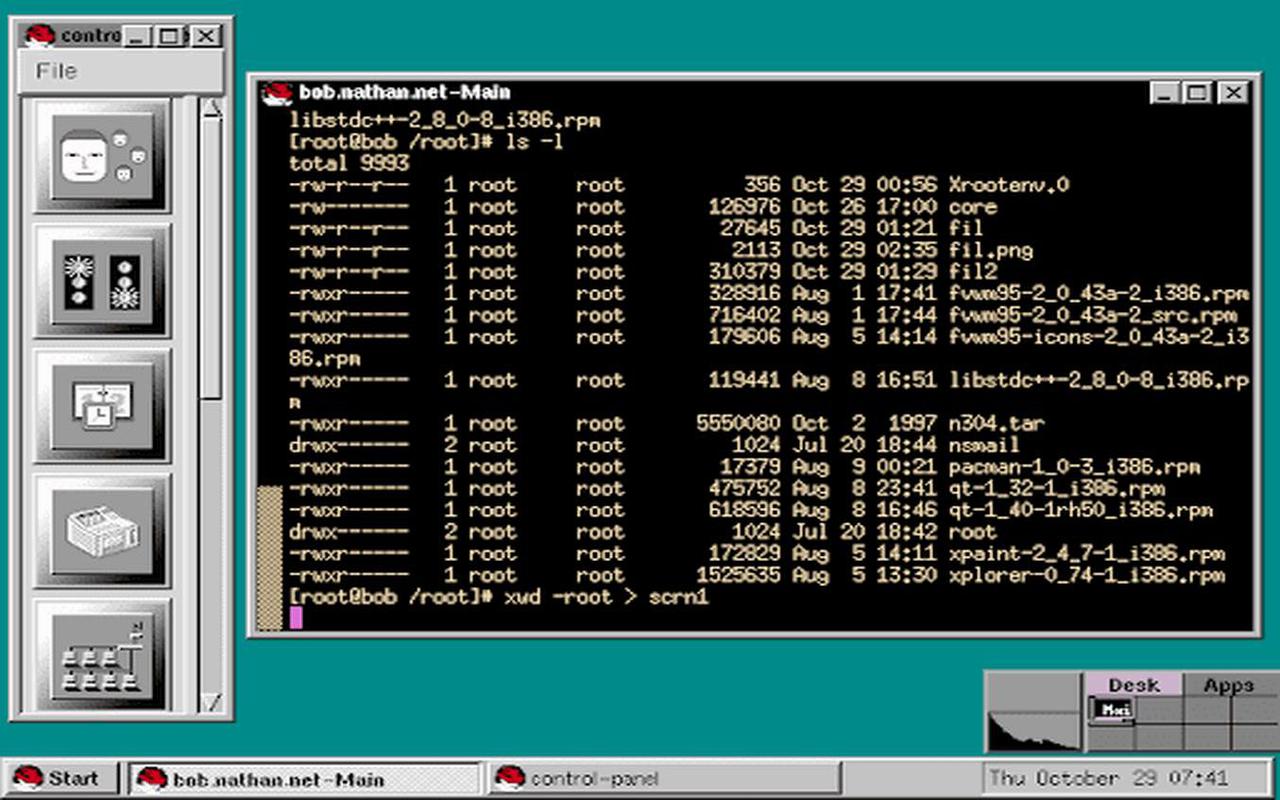 contro
File
bob.nathan.net-Main
libstdc++-2_8_0-8_i386.rpm
[root@bob /root]# ls -l
total 9993
-rw-r--r-- 1 root root 356 Oct 29 00:56 Xrootenv.0
-rw------- 1 root root 126976 Oct 26 17:00 core
-rw-r--r-- 1 root root 27645 Oct 29 01:21 fil
-rw-r--r-- 1 root root 2113 Oct 29 02:35 fil.png
-rw-r--r-- 1 root root 310379 Oct 29 01:29 fil2
-rwxr----- 1 root root 328916 Aug 1 17:41 fvwm95-2_0_43a-2_i386.rpm
-rwxr----- 1 root root 716402 Aug 1 17:44 fvwm95-2_0_43a-2_src.rpm
-rwxr----- 1 root root 179606 Aug 5 14:14 fvwm95-icons-2_0_43a-2_i3
86.rpm
-rwxr----- 1 root root 119441 Aug 8 16:51 libstdc++-2_8_0-8_i386.rp
m
-rwxr----- 1 root root 5550080 Oct 2 1997 n304.tar
drwx------ 2 root root 1024 Jul 20 18:44 nsmail
-rwxr----- 1 root root 17379 Aug 9 00:21 pacman-1_0-3_i386.rpm
-rwxr----- 1 root root 475752 Aug 8 23:41 qt-1_32-1_i386.rpm
-rwxr----- 1 root root 618596 Aug 8 16:46 qt-1_40-1rh50_i386.rpm
drwx------ 2 root root 1024 Jul 20 18:42 root
-rwxr----- 1 root root 172829 Aug 5 14:11 xpaint-2_4_7-1_i386.rpm
-rwxr----- 1 root root 1525635 Aug 5 13:30 xplorer-0_74-1_i386.rpm
[root@bob /root]# xwd -root > scrn1
Desk Apps
Start
bob.nathan.net-Main
control-panel
Thu October 29 07:41